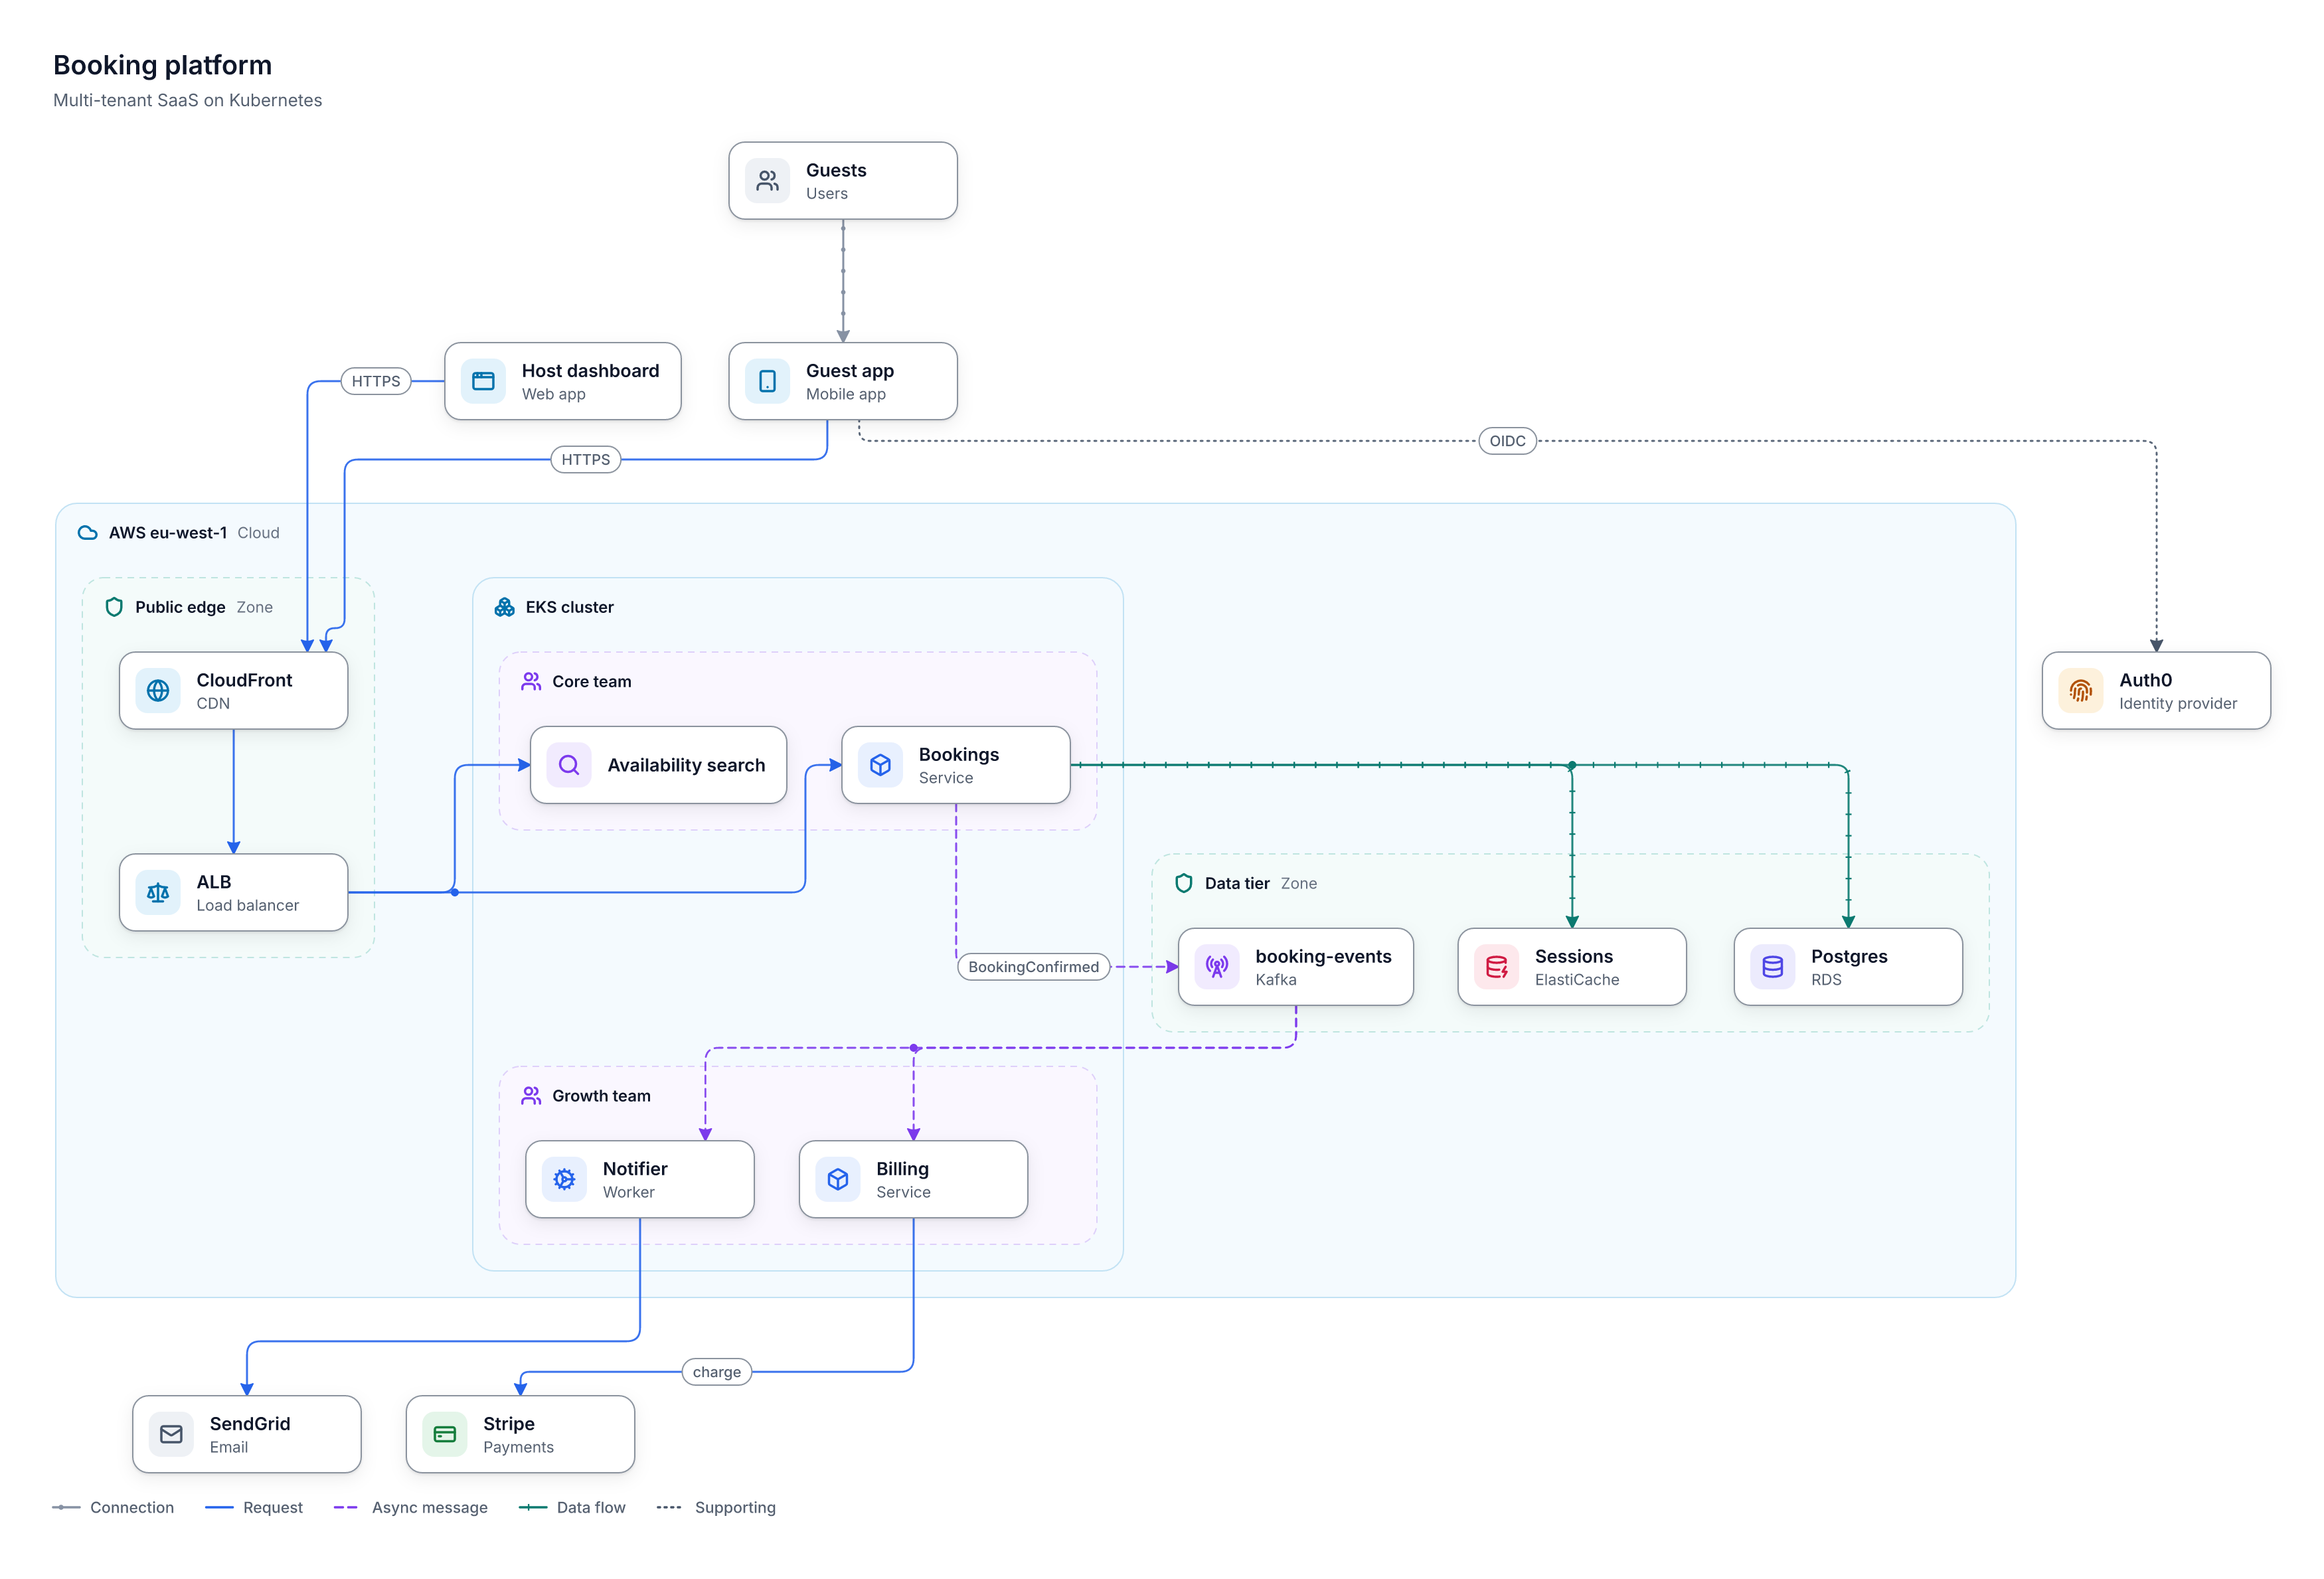 Booking platform
Multi-tenant SaaS on Kubernetes
Guests
Users
Host dashboard
Web app
Guest app
Mobile app
HTTPS
OIDC
HTTPS
AWS eu-west-1 Cloud
Public edge Zone
EKS cluster
CloudFront
CDN
Core team
Auth0
Identity provider
Availability search
Bookings
Service
ALB
Load balancer
Data tier Zone
BookingConfirmed
booking-events
Kafka
Sessions
ElastiCache
Postgres
RDS
Growth team
Notifier
Worker
Billing
Service
charge
SendGrid
Email
Stripe
Payments
Connection
Request
Async message
Data flow
Supporting